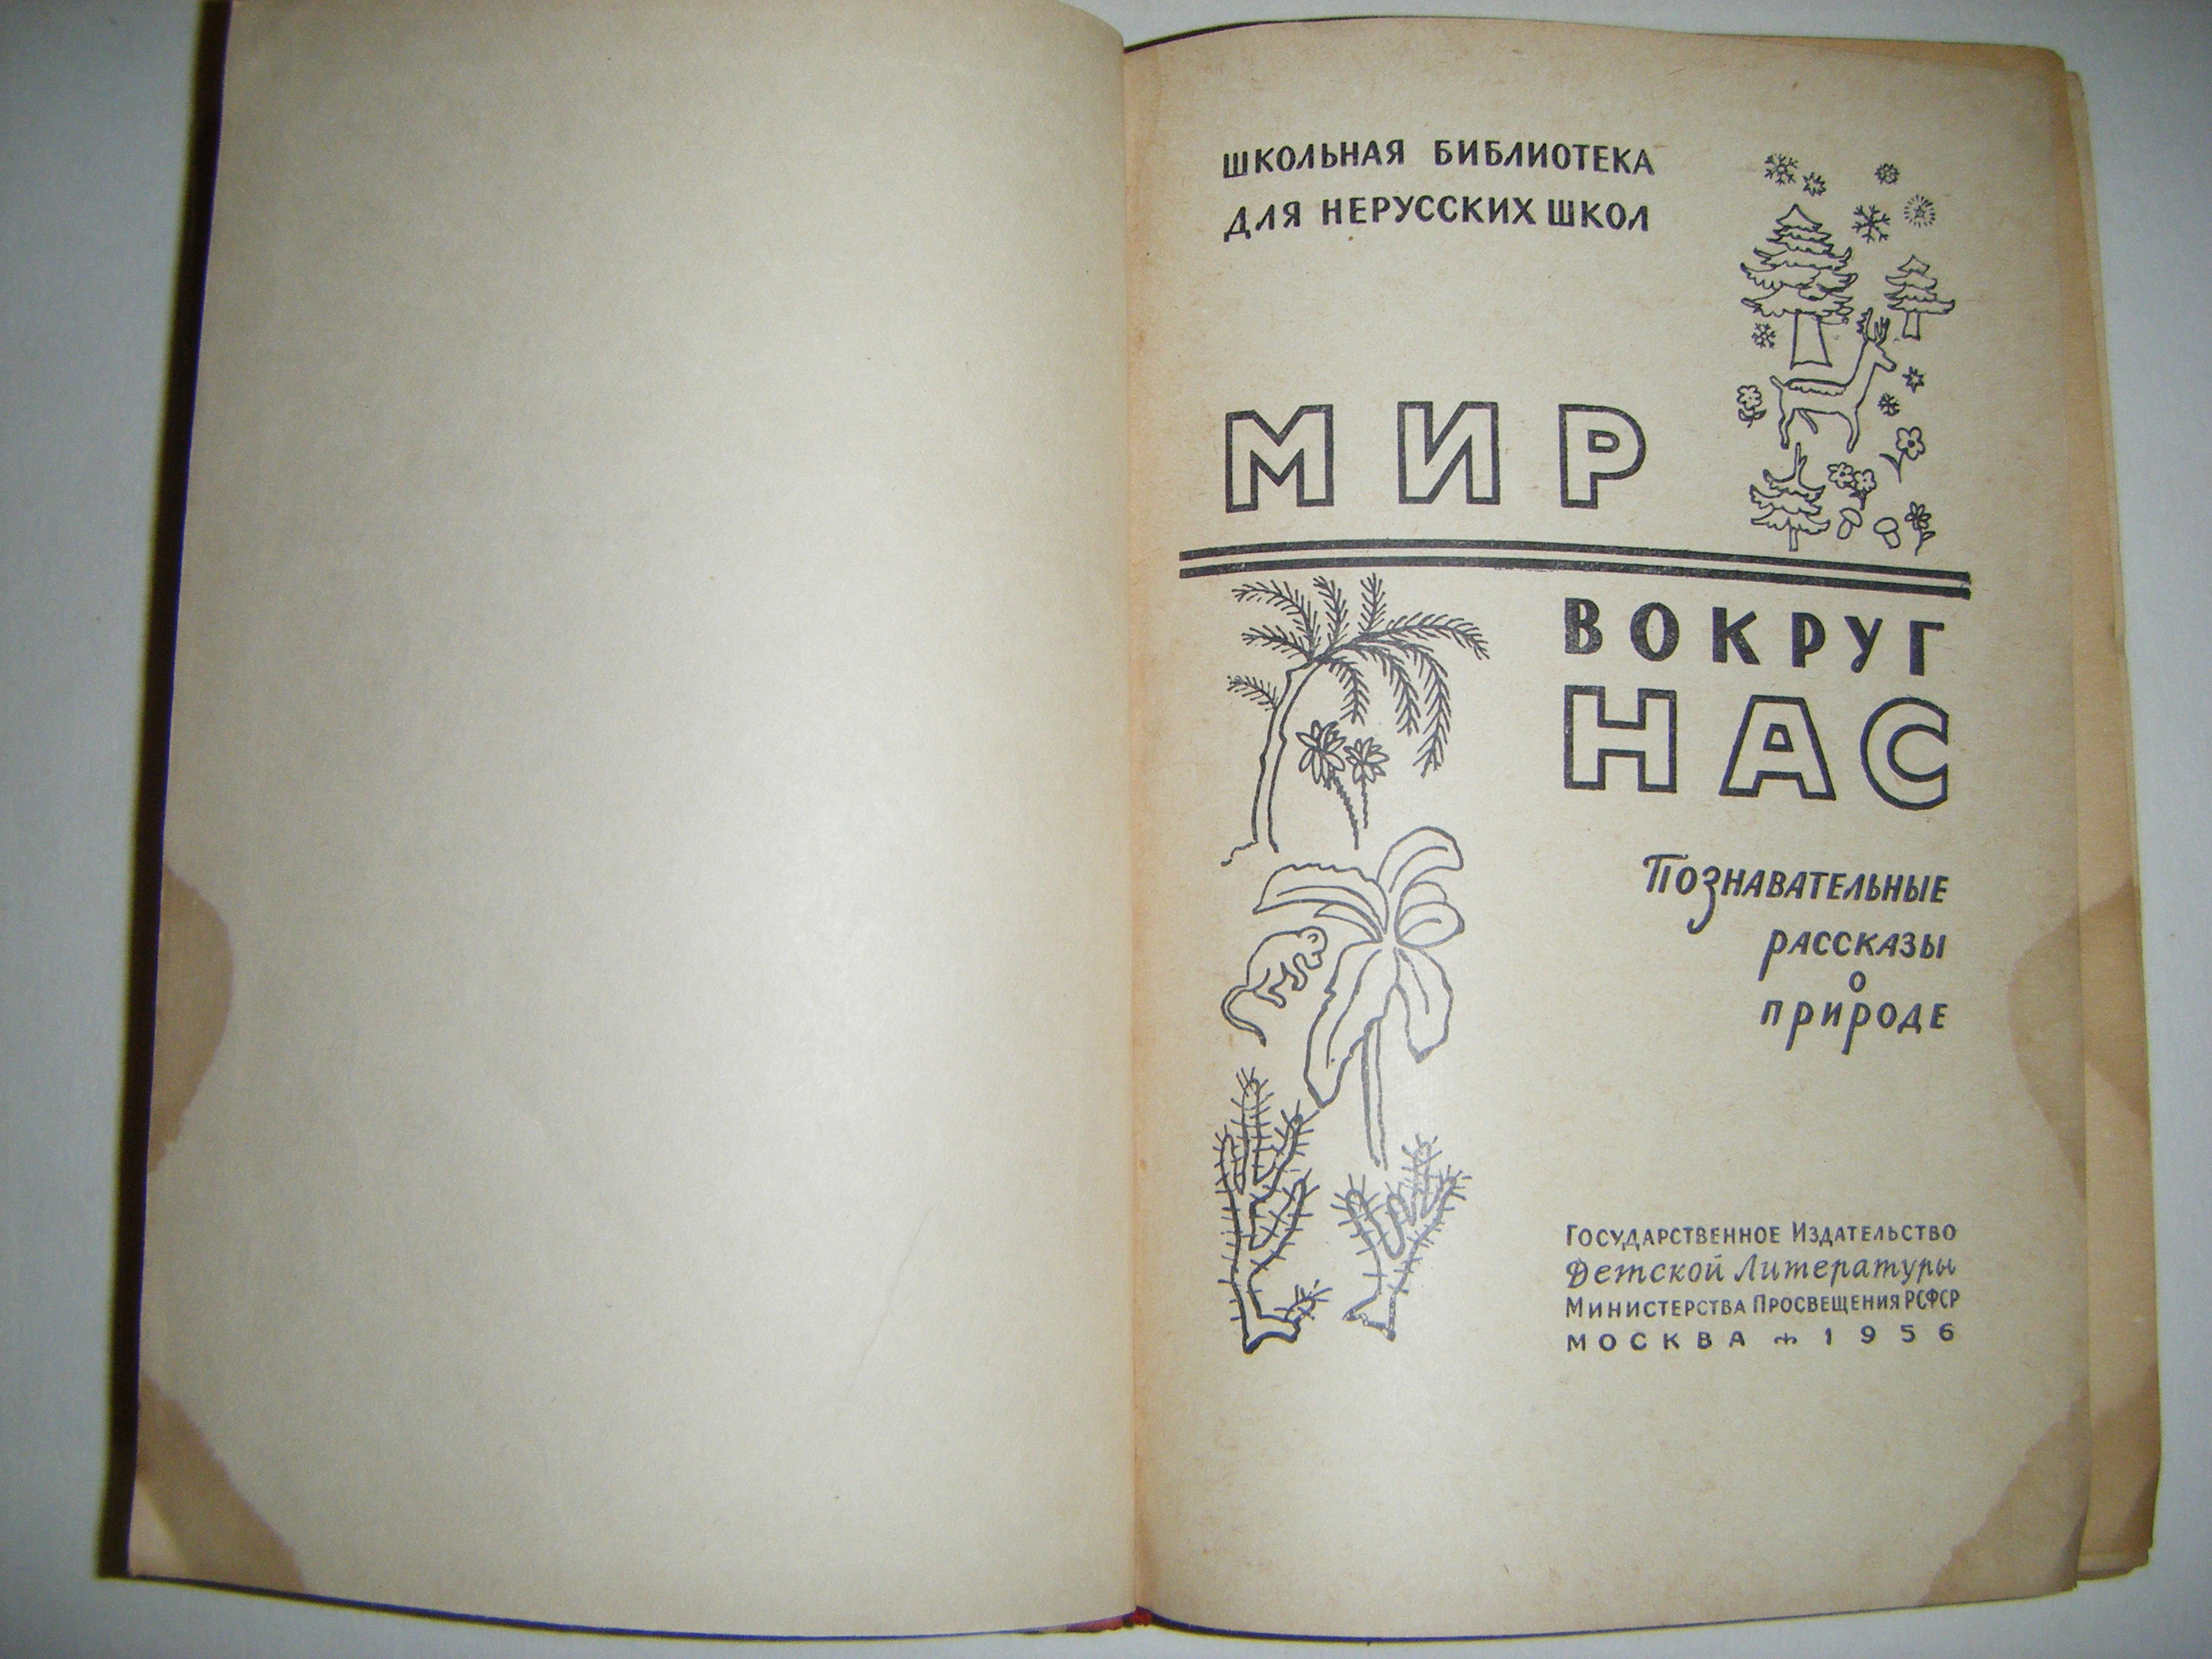 ШКОЛЬНАЯ БИБЛИОТЕКА
ДЛЯ НЕРУССКИХ ШКОЛ
МИР
ВОКРУГ
НАС
Познавательные
рассказы
о
природе
Государственное Издательство
Детской Литературы
Министерства Просвещения РСФСР
МОСКВА 1956